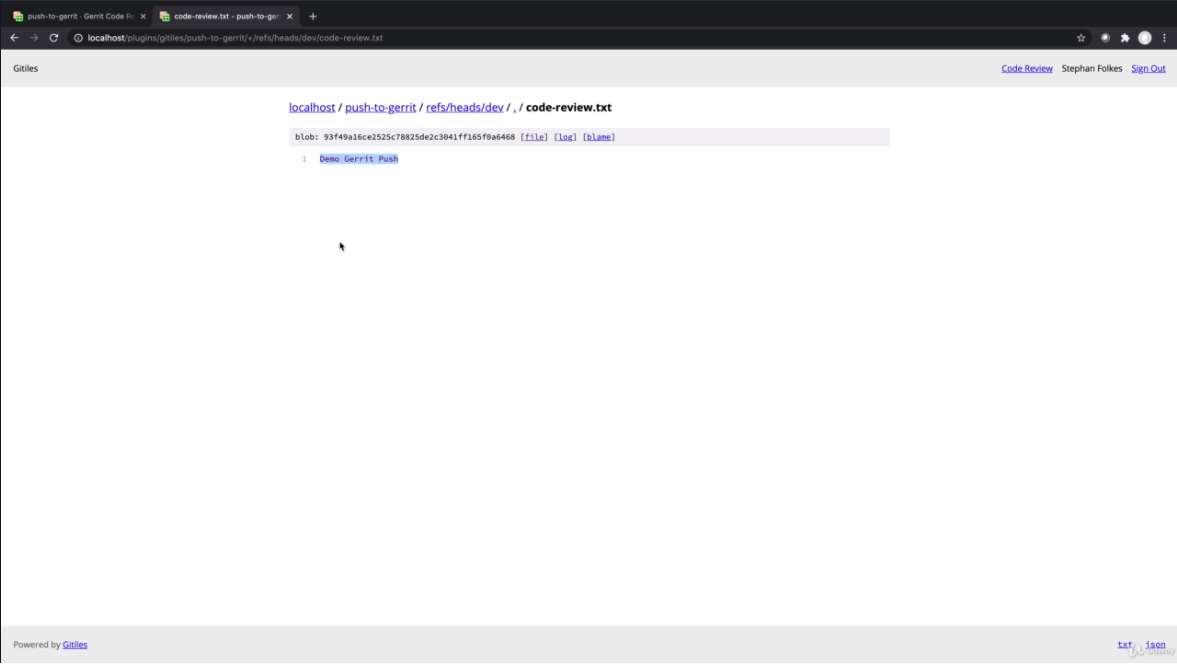 push-to-gerrit · Gerrit Code Re
code-review.txt - push-to-gerr
localhost/plugins/gitiles/push-to-gerrit/+/refs/heads/dev/code-review.txt
Gitiles
Code Review Stephan Folkes Sign Out
localhost / push-to-gerrit / refs/heads/dev / . / code-review.txt
blob: 93f49a16ce2525c78825de2c3041ff165f0a6468 [file] [log] [blame]
1 Demo Gerrit Push
Powered by Gitiles
txt json
Udemy